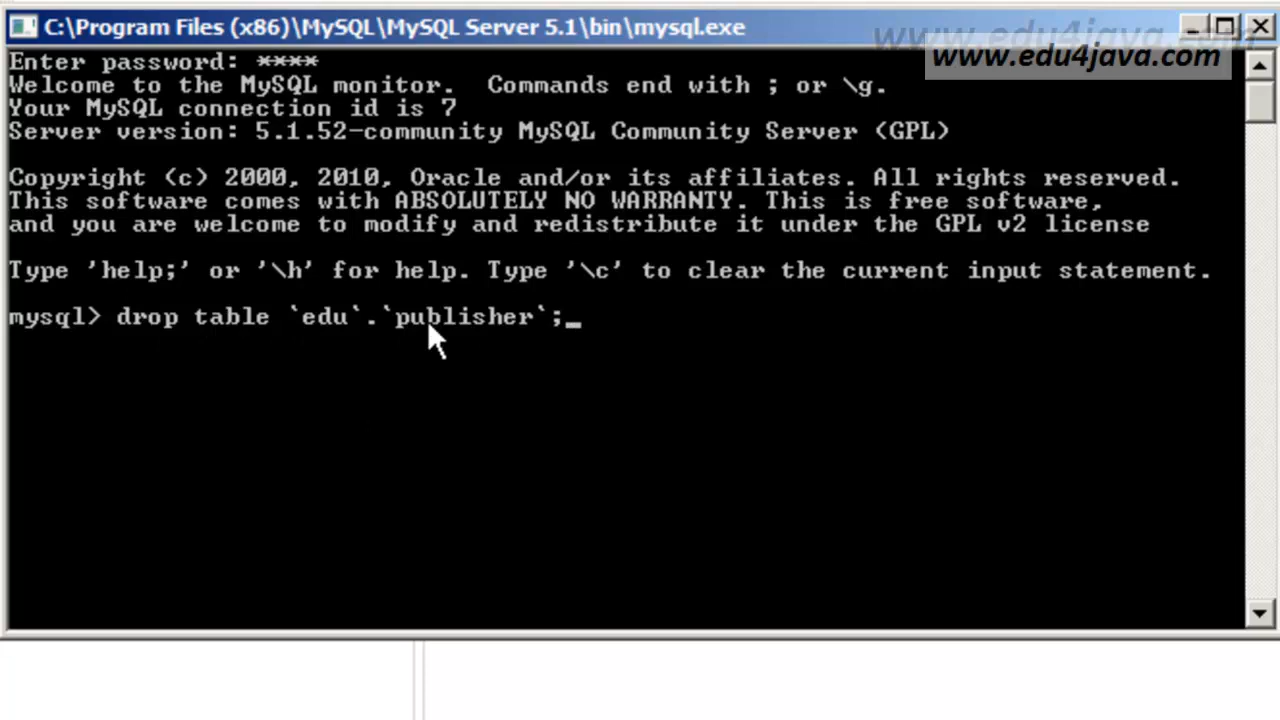 C:\Program Files (x86)\MySQL\MySQL Server 5.1\bin\mysql.exe
www.edu4java.com
www.edu4java.com
Enter password: ****
Welcome to the MySQL monitor.  Commands end with ; or \g.
Your MySQL connection id is 7
Server version: 5.1.52-community MySQL Community Server (GPL)
Copyright (c) 2000, 2010, Oracle and/or its affiliates. All rights reserved.
This software comes with ABSOLUTELY NO WARRANTY. This is free software,
and you are welcome to modify and redistribute it under the GPL v2 license
Type 'help;' or '\h' for help. Type '\c' to clear the current input statement.
mysql> drop table `edu`.`publisher`;_